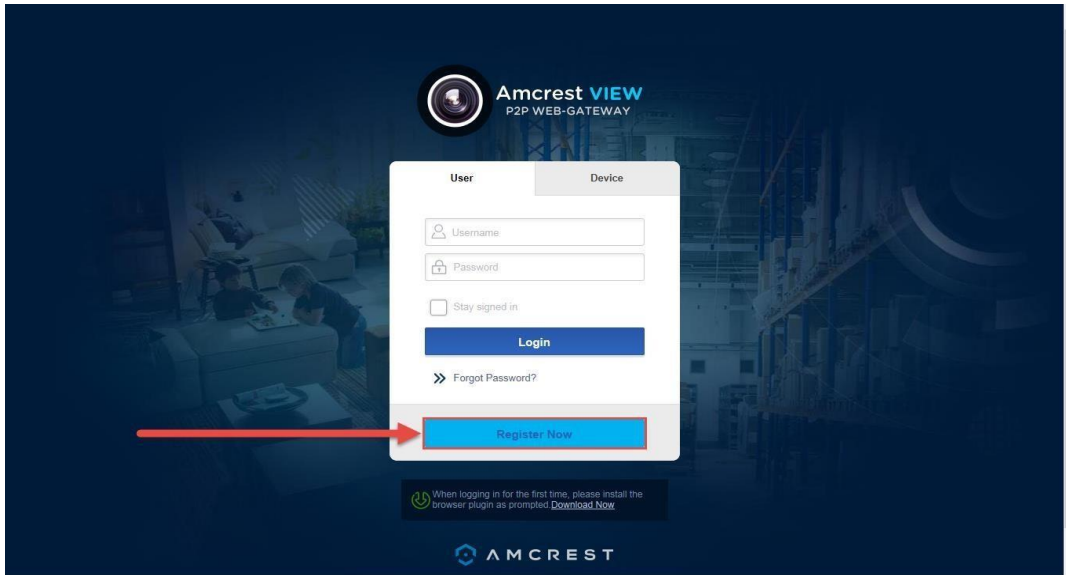 Amcrest VIEW
P2P WEB-GATEWAY
User
Device
Username
Password
Stay signed in
Login
Forgot Password?
Register Now
When logging in for the first time, please install the
browser plugin as prompted.Download Now
AMCREST